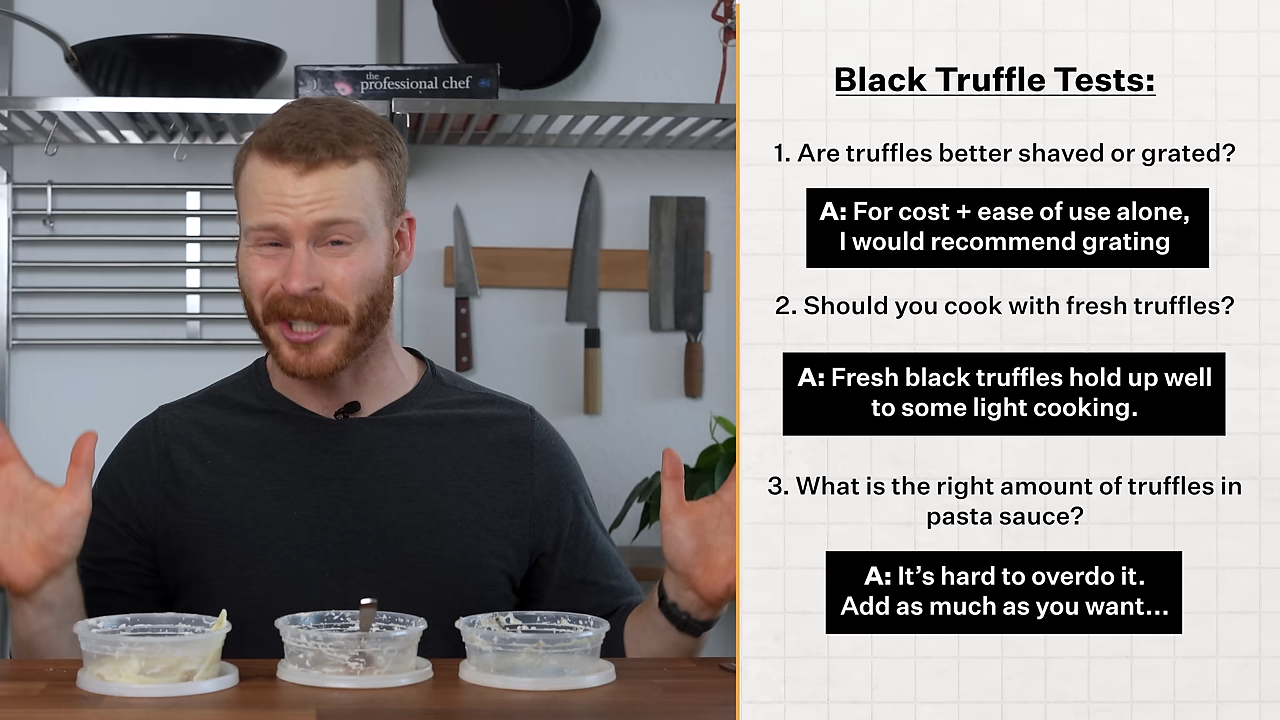 the
professional chef
Black Truffle Tests:
1. Are truffles better shaved or grated?
A: For cost + ease of use alone,
I would recommend grating
2. Should you cook with fresh truffles?
A: Fresh black truffles hold up well
to some light cooking.
3. What is the right amount of truffles in
pasta sauce?
A: It’s hard to overdo it.
Add as much as you want...